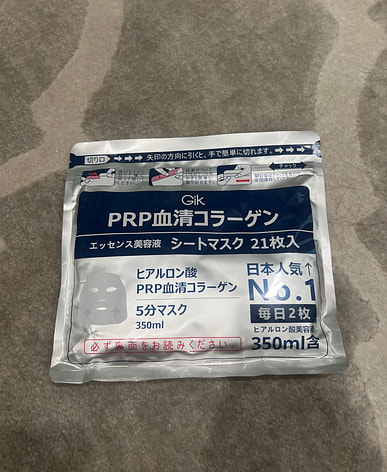 切り口 ➔➔➔ 矢印の方向に引くと、手で簡単に切れます。 ➔➔➔
チャック
Gik
PRP血清コラーゲン
エッセンス美容液 シートマスク 21枚入
ヒアルロン酸
PRP血清コラーゲン
5分マスク
350ml
日本人気↑
No.1
毎日2枚
ヒアルロン酸美容液
350ml含
必ず裏面をお読みください。